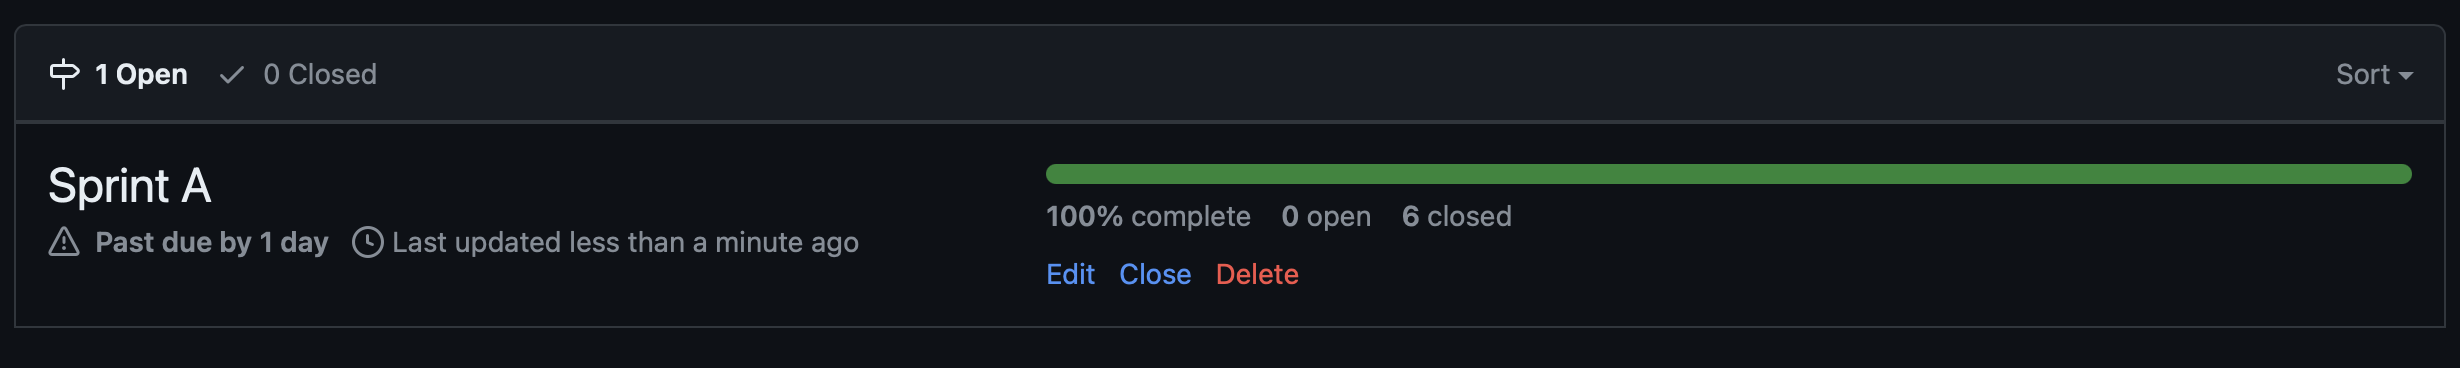 1 Open 0 Closed Sort
Sprint A
Past due by 1 day Last updated less than a minute ago
100% complete 0 open 6 closed
Edit Close Delete